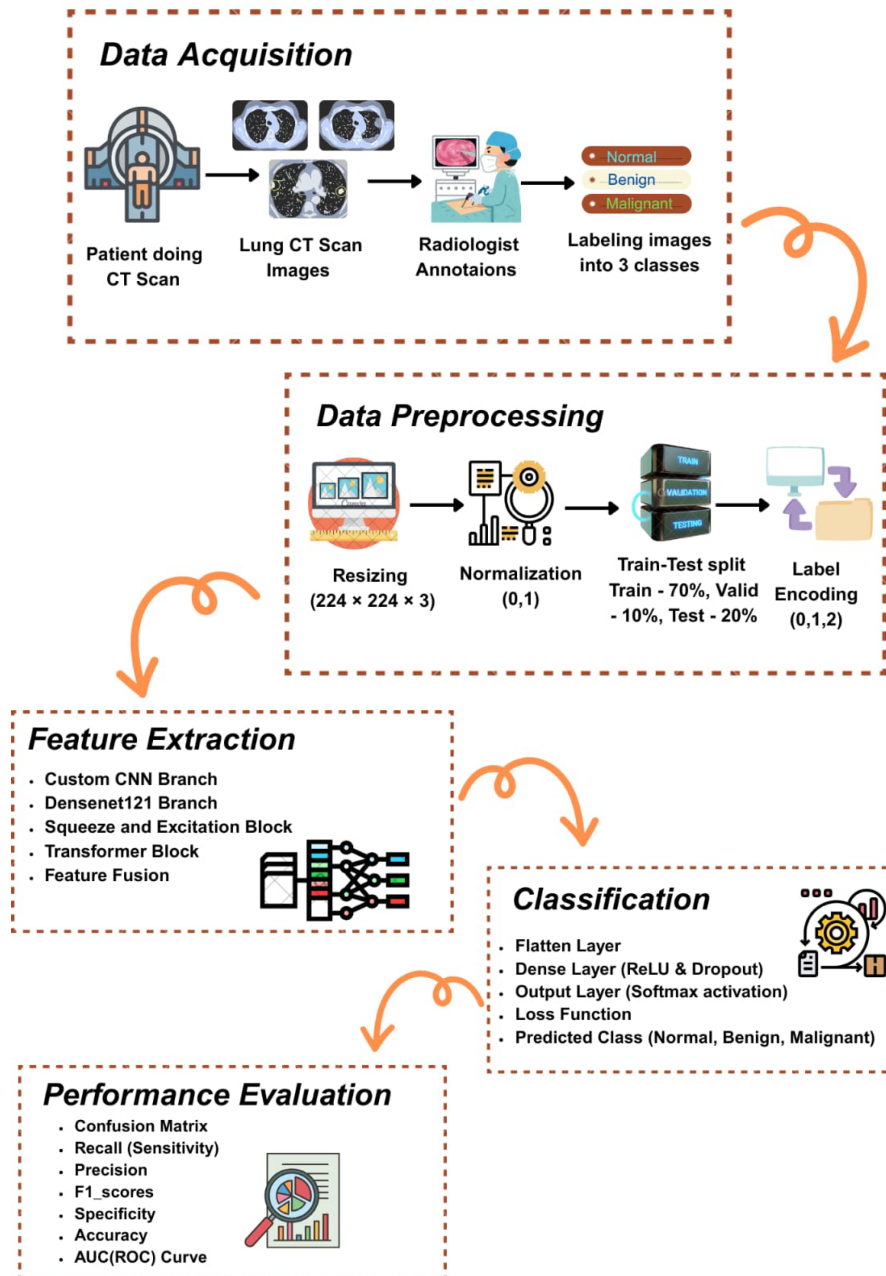 Data Acquisition
Normal
Benign
Malignant
Patient doing
CT Scan
Lung CT Scan
Images
Radiologist
Annotaions
Labeling images
into 3 classes
Data Preprocessing
Canva
TRAIN
VALIDATION
TESTING
Resizing
(224 × 224 × 3)
Normalization
(0,1)
Train-Test split
Train - 70%, Valid
- 10%, Test - 20%
Label
Encoding
(0,1,2)
Feature Extraction
• Custom CNN Branch
• Densenet121 Branch
• Squeeze and Excitation Block
• Transformer Block
• Feature Fusion
Classification
• Flatten Layer
• Dense Layer (ReLU & Dropout)
• Output Layer (Softmax activation)
• Loss Function
• Predicted Class (Normal, Benign, Malignant)
Performance Evaluation
• Confusion Matrix
• Recall (Sensitivity)
• Precision
• F1_scores
• Specificity
• Accuracy
• AUC(ROC) Curve